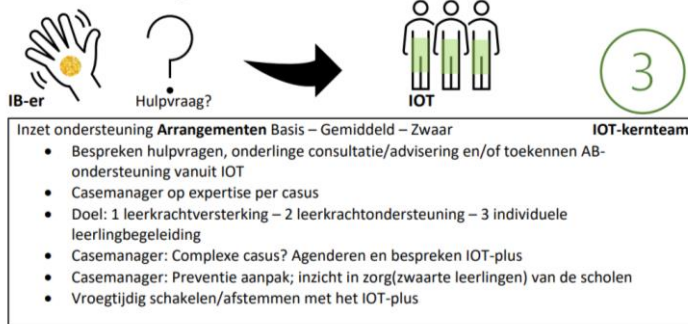 IB-er
Hulpvraag?
IOT
3
Inzet ondersteuning Arrangementen Basis – Gemiddeld – Zwaar
IOT-kernteam
• Bespreken hulpvragen, onderlinge consultatie/advisering en/of toekennen AB-
ondersteuning vanuit IOT
• Casemanager op expertise per casus
• Doel: 1 leerkrachtversterking – 2 leerkrachtondersteuning – 3 individuele
leerlingbegeleiding
• Casemanager: Complexe casus? Agenderen en bespreken IOT-plus
• Casemanager: Preventie aanpak; inzicht in zorg(zwaarte leerlingen) van de scholen
• Vroegtijdig schakelen/afstemmen met het IOT-plus